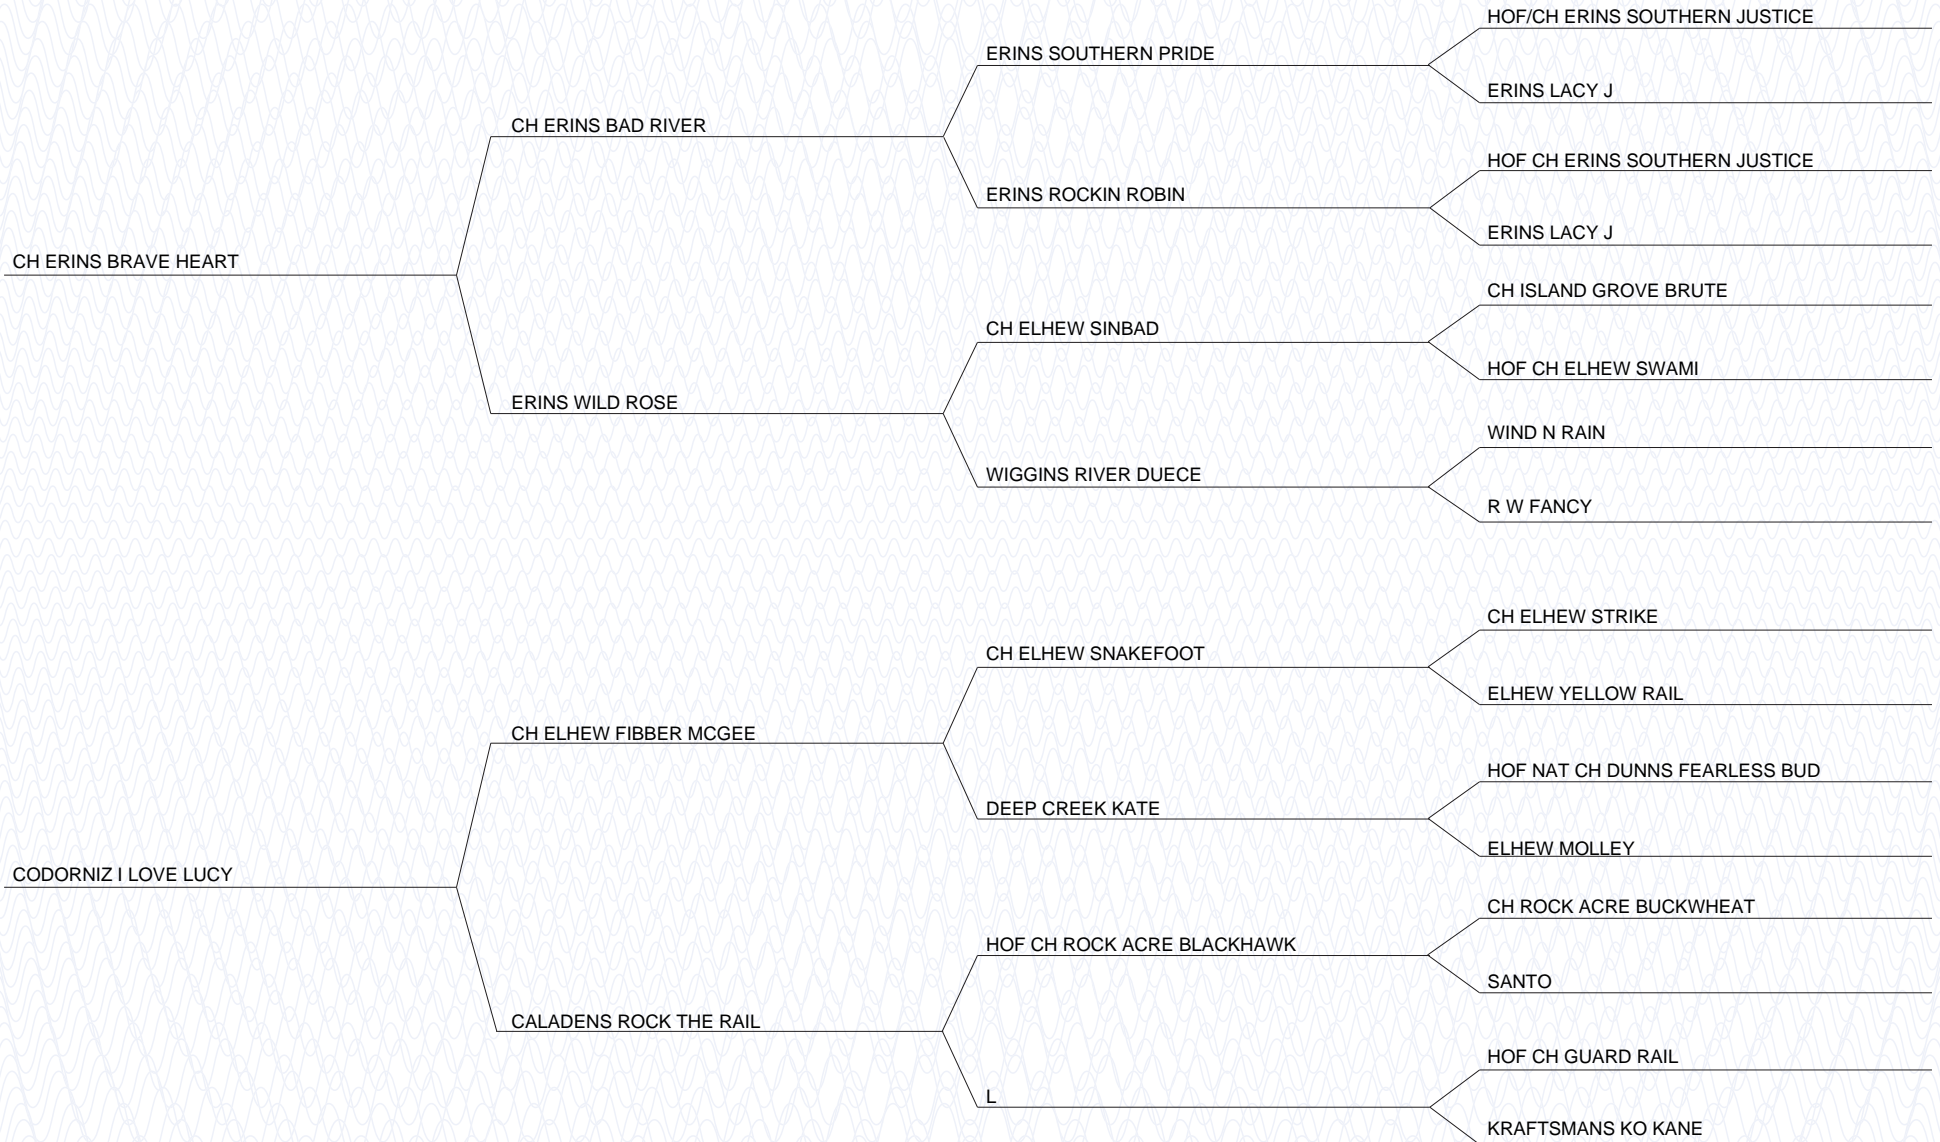 HOF/CH ERINS SOUTHERN JUSTICE
ERINS SOUTHERN PRIDE
ERINS LACY J
CH ERINS BAD RIVER
HOF CH ERINS SOUTHERN JUSTICE
ERINS ROCKIN ROBIN
ERINS LACY J
CH ERINS BRAVE HEART
CH ISLAND GROVE BRUTE
CH ELHEW SINBAD
HOF CH ELHEW SWAMI
ERINS WILD ROSE
WIND N RAIN
WIGGINS RIVER DUECE
R W FANCY
CH ELHEW STRIKE
CH ELHEW SNAKEFOOT
ELHEW YELLOW RAIL
CH ELHEW FIBBER MCGEE
HOF NAT CH DUNNS FEARLESS BUD
DEEP CREEK KATE
ELHEW MOLLEY
CODORNIZ I LOVE LUCY
CH ROCK ACRE BUCKWHEAT
HOF CH ROCK ACRE BLACKHAWK
SANTO
CALADENS ROCK THE RAIL
HOF CH GUARD RAIL
L
KRAFTSMANS KO KANE